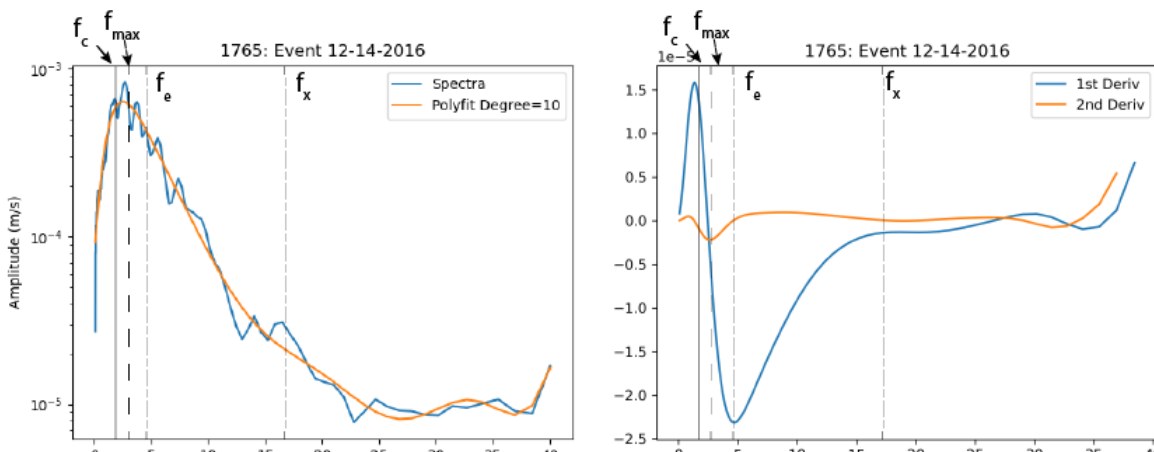 f_c f_max
1765: Event 12-14-2016
10⁻³
10⁻⁴
10⁻⁵
Amplitude (m/s)
f_e
f_x
Spectra
Polyfit Degree=10
0 5 10 15 20 25 30 35 40
f_c f_max
1765: Event 12-14-2016
1e−5
1.5
1.0
0.5
0.0
−0.5
−1.0
−1.5
−2.0
−2.5
f_e
f_x
1st Deriv
2nd Deriv
0 5 10 15 20 25 30 35 40